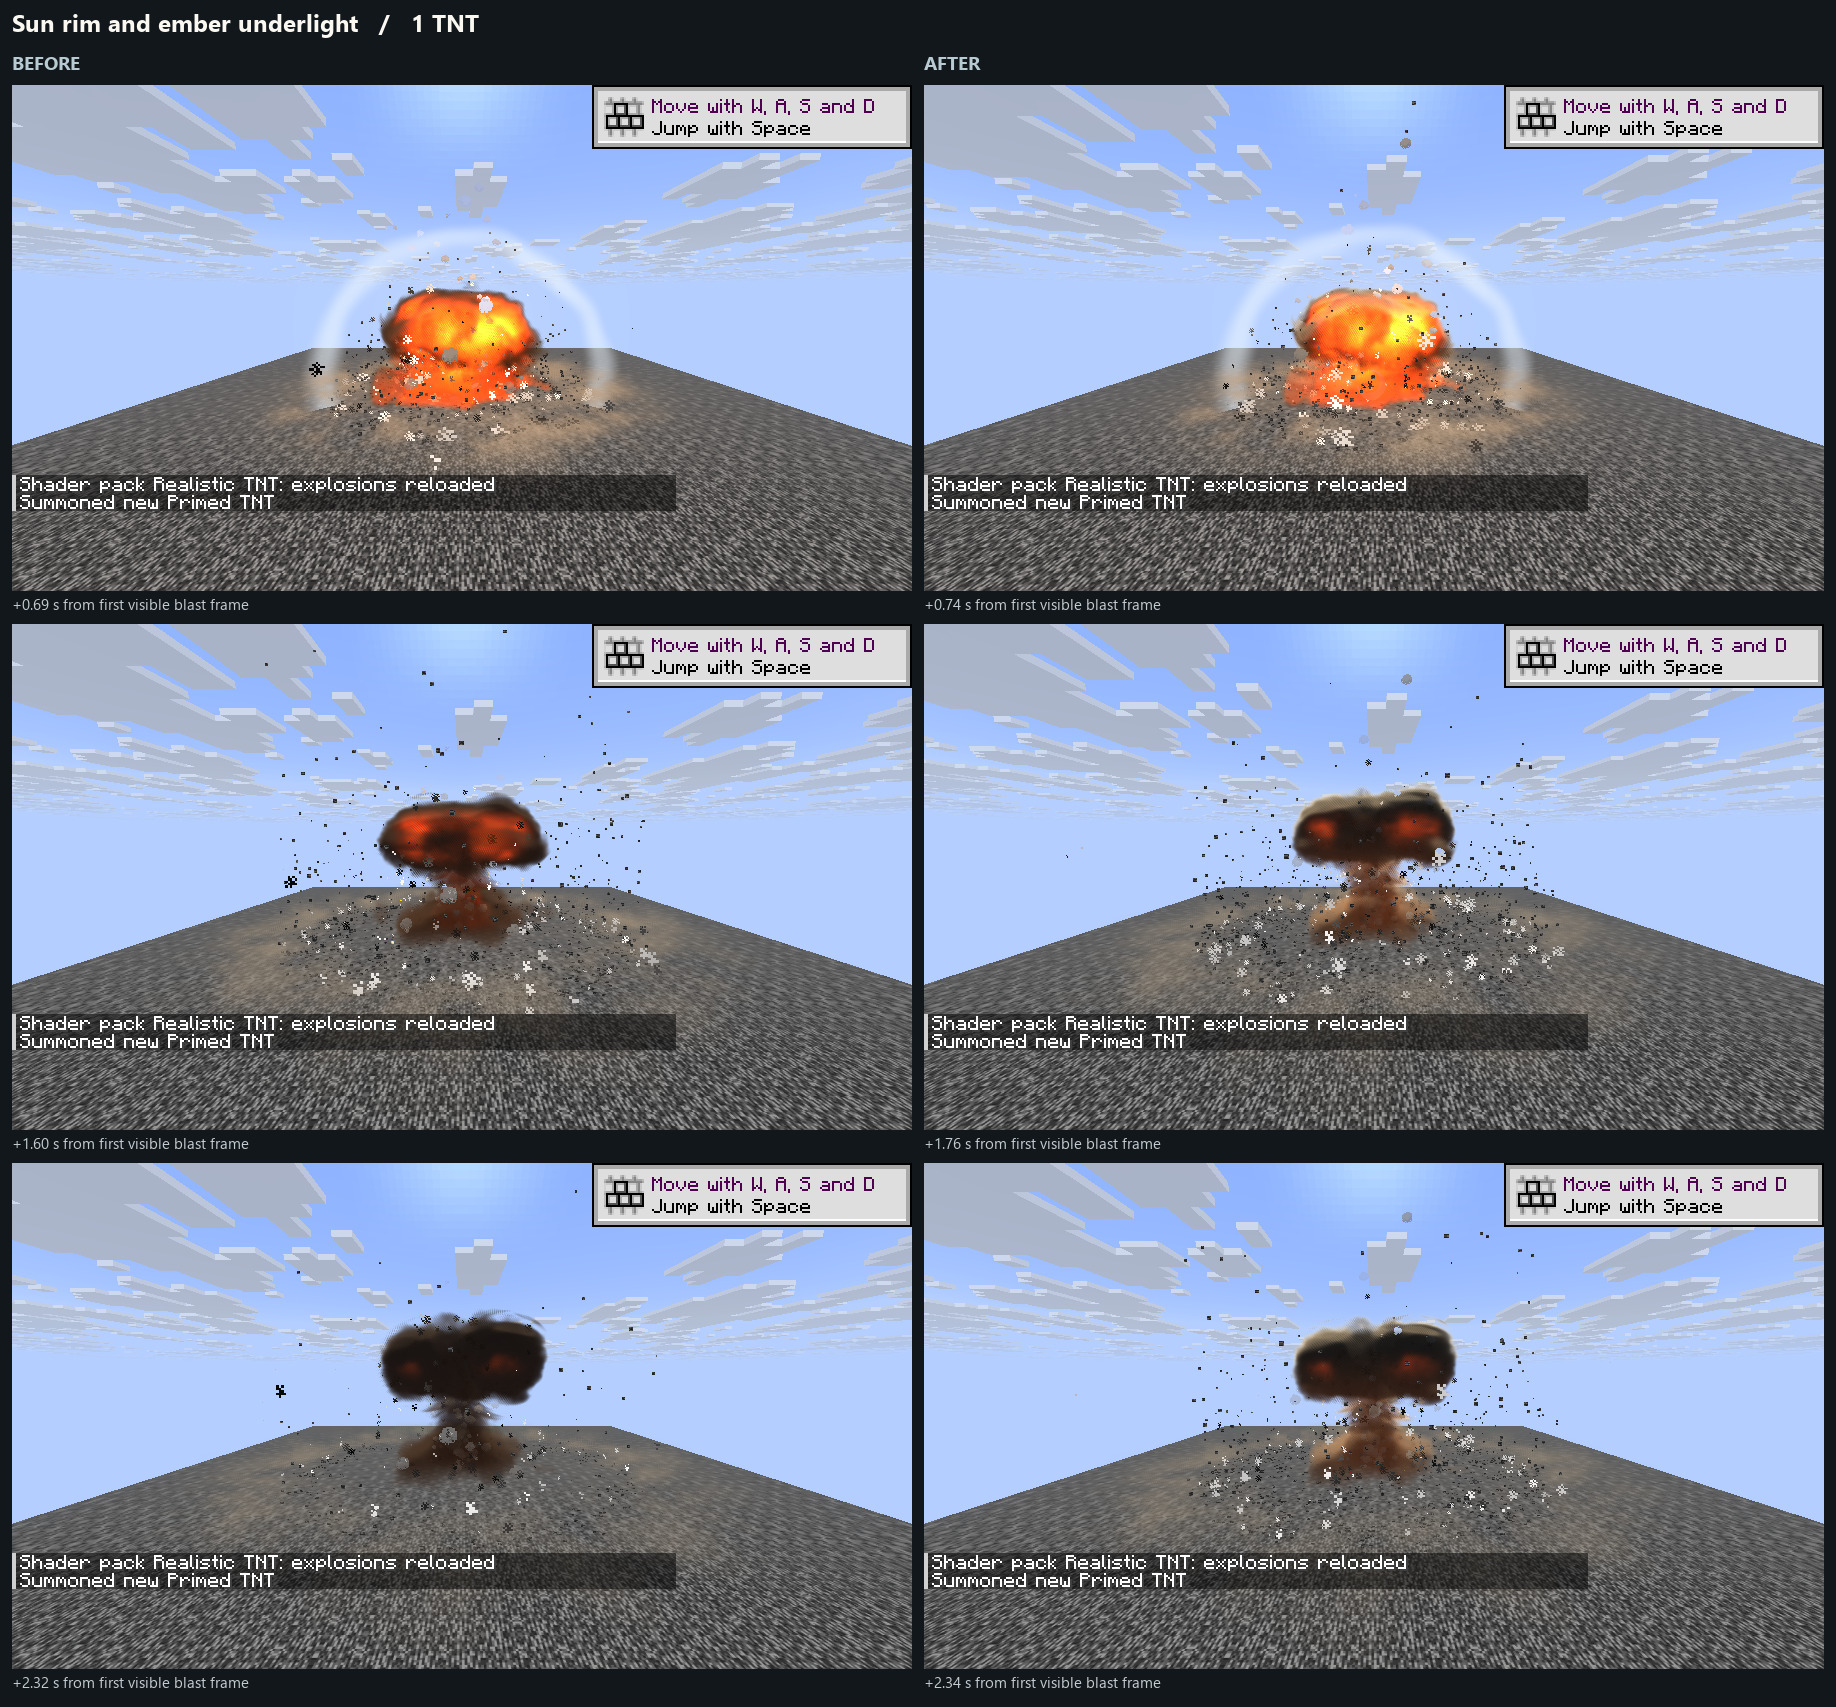 Sun rim and ember underlight / 1 TNT
BEFORE
AFTER
Move with W, A, S and D
Jump with Space
Shader pack Realistic TNT: explosions reloaded
Summoned new Primed TNT
+0.69 s from first visible blast frame
Move with W, A, S and D
Jump with Space
Shader pack Realistic TNT: explosions reloaded
Summoned new Primed TNT
+0.74 s from first visible blast frame
Move with W, A, S and D
Jump with Space
Shader pack Realistic TNT: explosions reloaded
Summoned new Primed TNT
+1.60 s from first visible blast frame
Move with W, A, S and D
Jump with Space
Shader pack Realistic TNT: explosions reloaded
Summoned new Primed TNT
+1.76 s from first visible blast frame
Move with W, A, S and D
Jump with Space
Shader pack Realistic TNT: explosions reloaded
Summoned new Primed TNT
+2.32 s from first visible blast frame
Move with W, A, S and D
Jump with Space
Shader pack Realistic TNT: explosions reloaded
Summoned new Primed TNT
+2.34 s from first visible blast frame